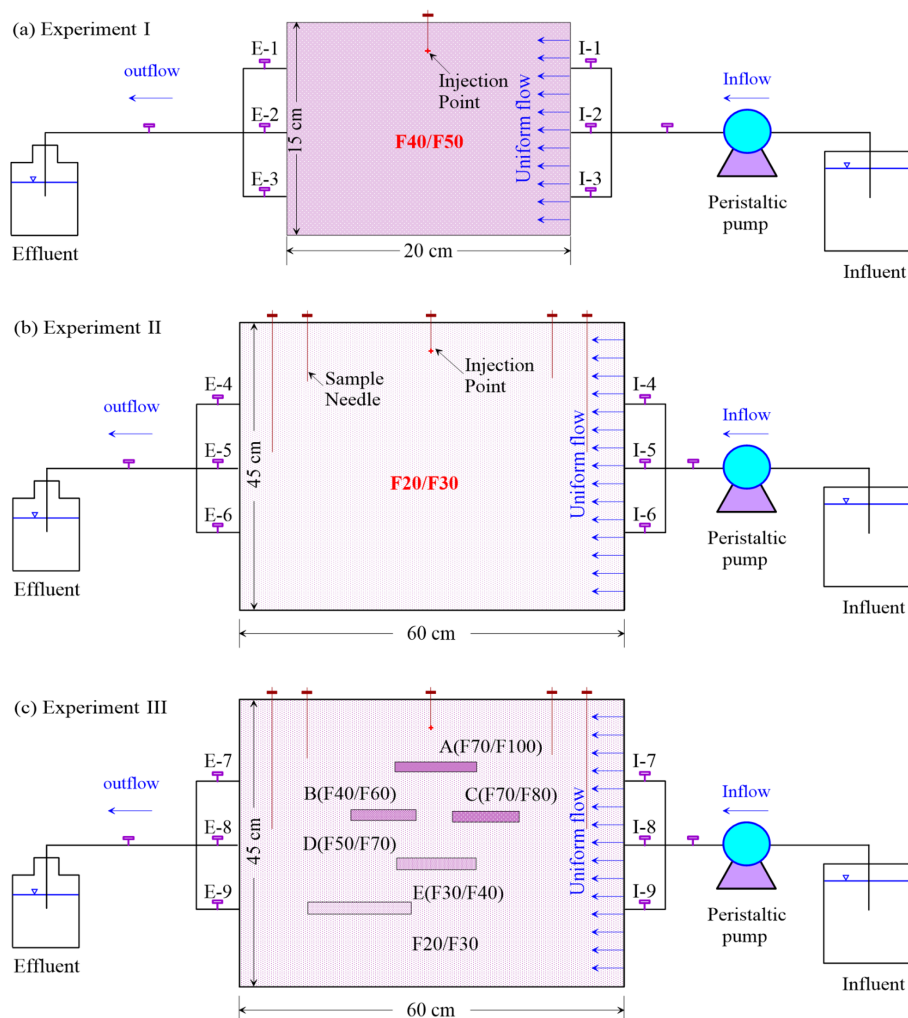 (a) Experiment I
outflow
E-1
E-2
E-3
15 cm
Injection
Point
F40/F50
Uniform flow
I-1
I-2
I-3
Inflow
Peristaltic
pump
Effluent
20 cm
Influent
(b) Experiment II
outflow
E-4
E-5
E-6
45 cm
Sample
Needle
Injection
Point
F20/F30
Uniform flow
I-4
I-5
I-6
Inflow
Peristaltic
pump
Effluent
60 cm
Influent
(c) Experiment III
outflow
E-7
E-8
E-9
45 cm
A(F70/F100)
B(F40/F60)
C(F70/F80)
D(F50/F70)
E(F30/F40)
F20/F30
Uniform flow
I-7
I-8
I-9
Inflow
Peristaltic
pump
Effluent
60 cm
Influent